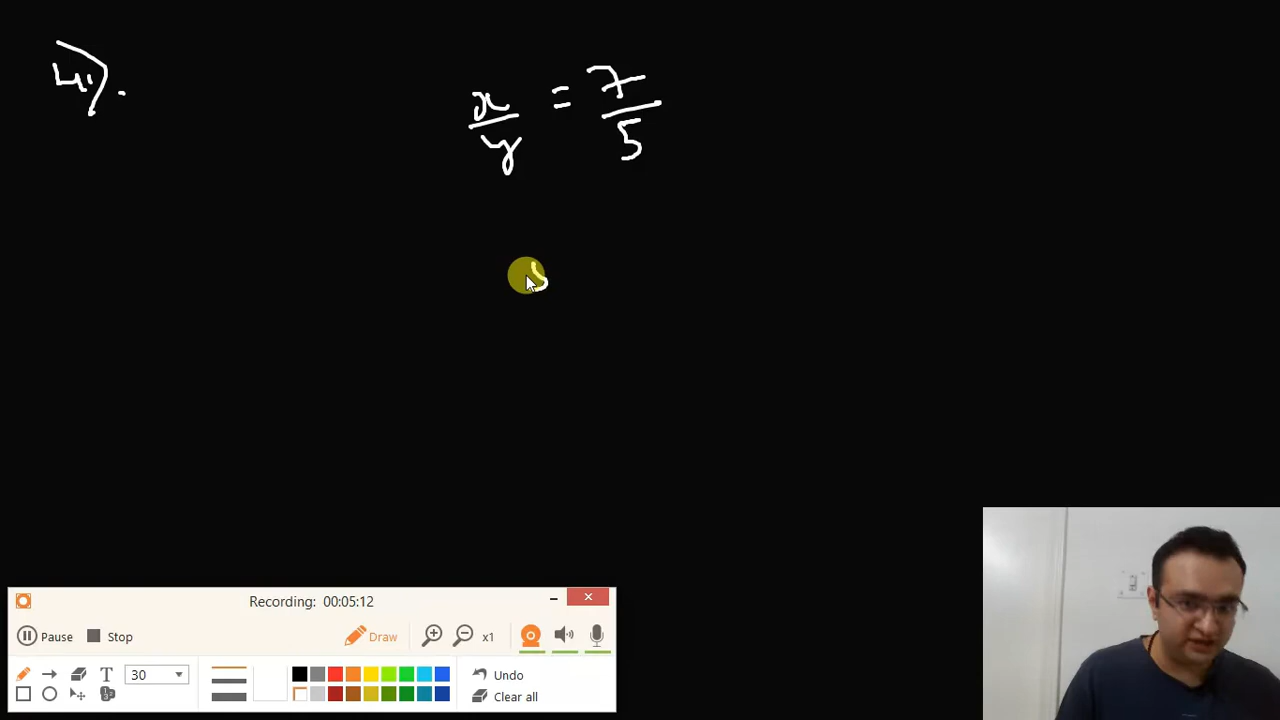 4).
x/y = 7/5
Recording: 00:05:12
Pause Stop Draw x1
T 30 Undo
Clear all